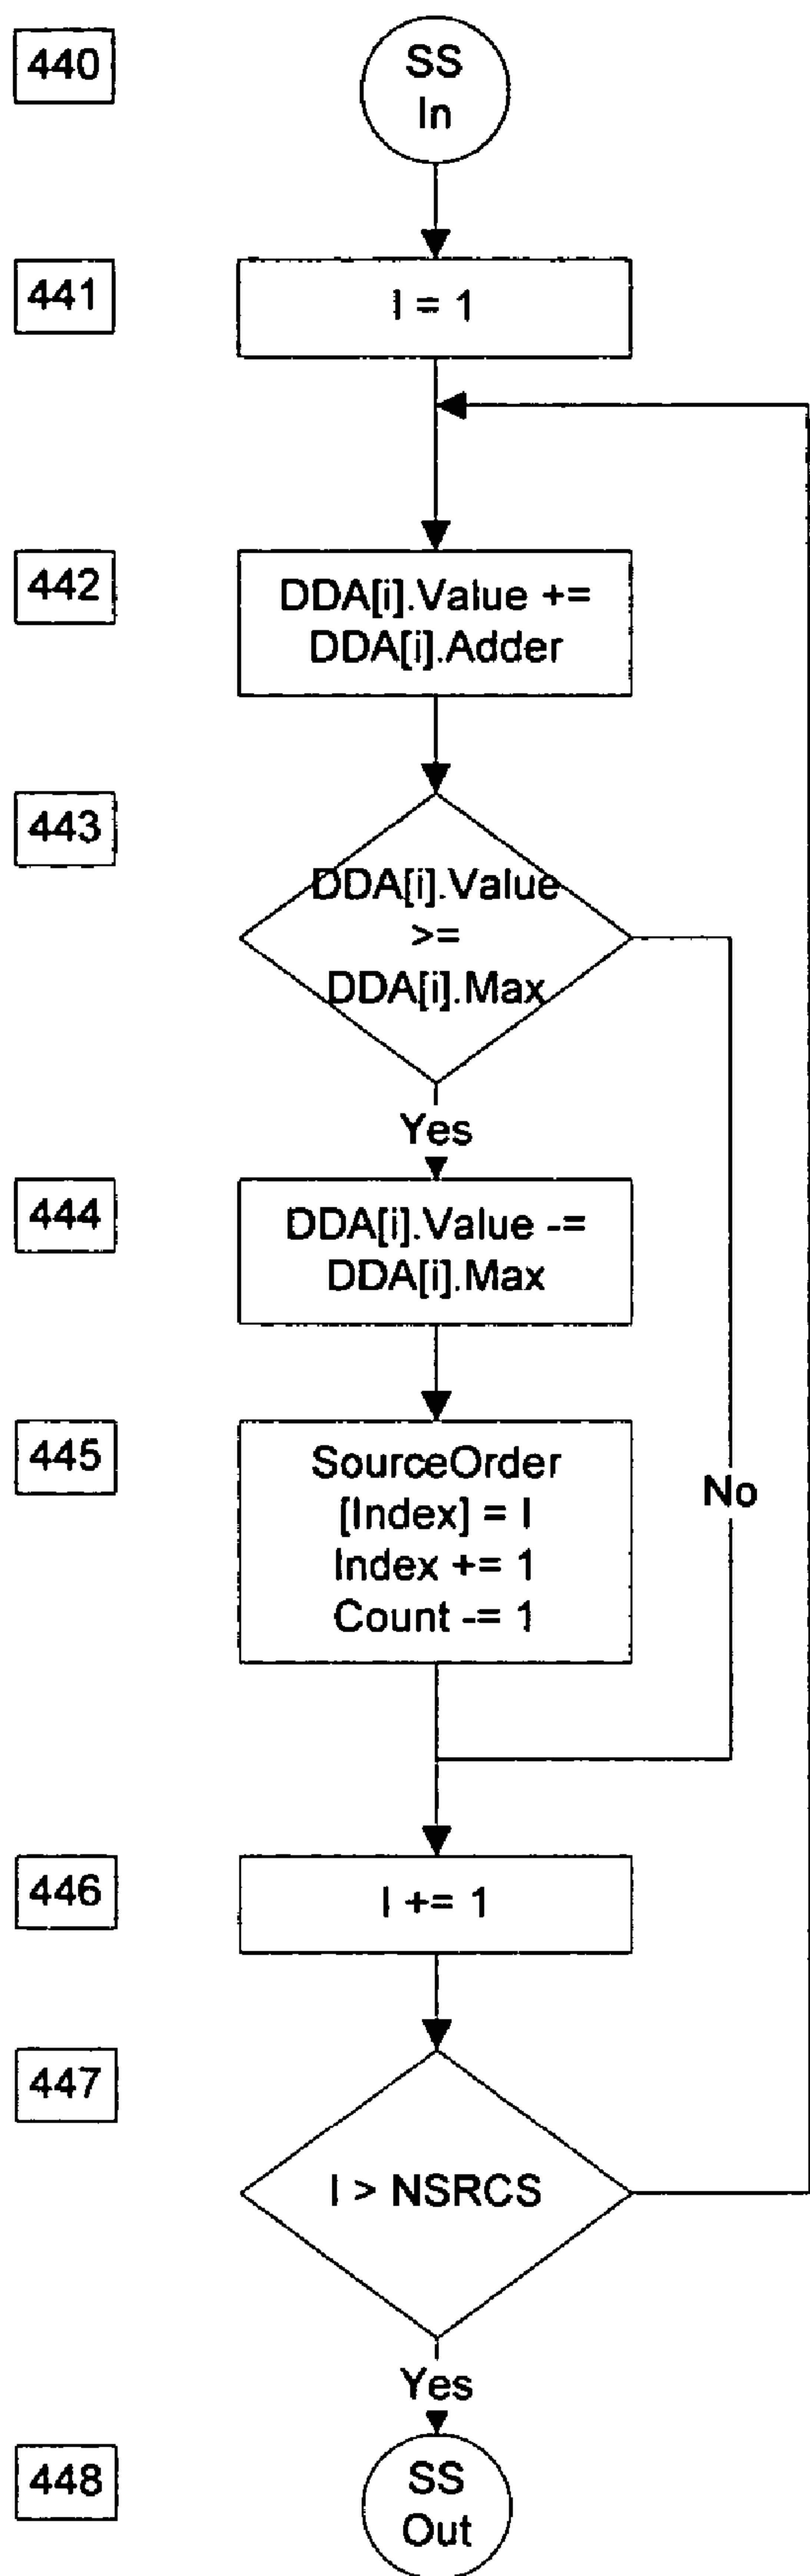 440
SS
In
441
I = 1
442
DDA[i].Value +=
DDA[i].Adder
443
DDA[i].Value
>=
DDA[i].Max
Yes
444
DDA[i].Value -=
DDA[i].Max
445
SourceOrder
[Index] = I
Index += 1
Count -= 1
No
446
I += 1
447
I > NSRCS
Yes
448
SS
Out